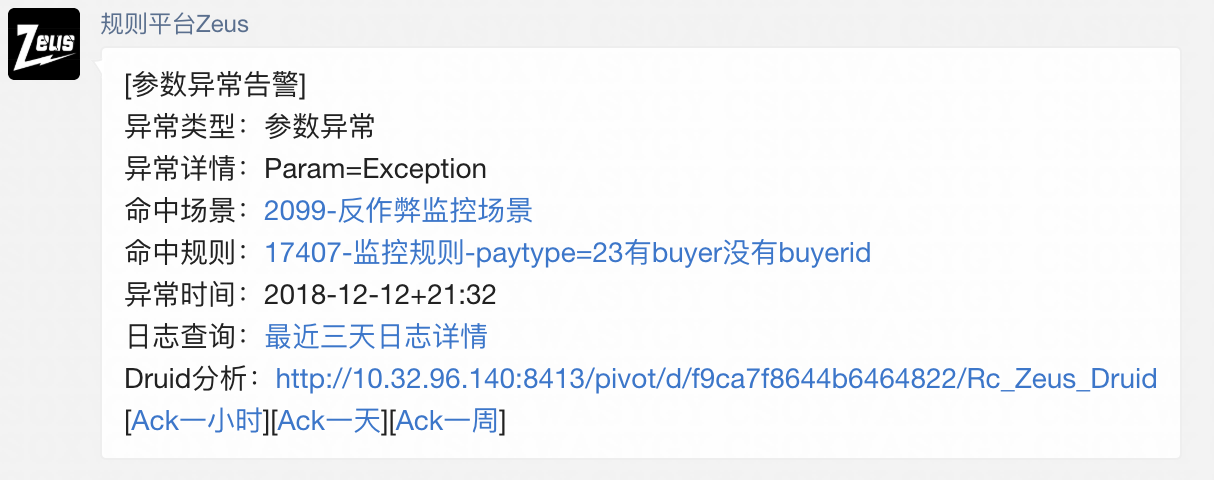 Zeus
规则平台Zeus
[参数异常告警]
异常类型：参数异常
异常详情：Param=Exception
命中场景：2099-反作弊监控场景
命中规则：17407-监控规则-paytype=23有buyer没有buyerid
异常时间：2018-12-12+21:32
日志查询：最近三天日志详情
Druid分析：http://10.32.96.140:8413/pivot/d/f9ca7f8644b6464822/Rc_Zeus_Druid
[Ack一小时][Ack一天][Ack一周]